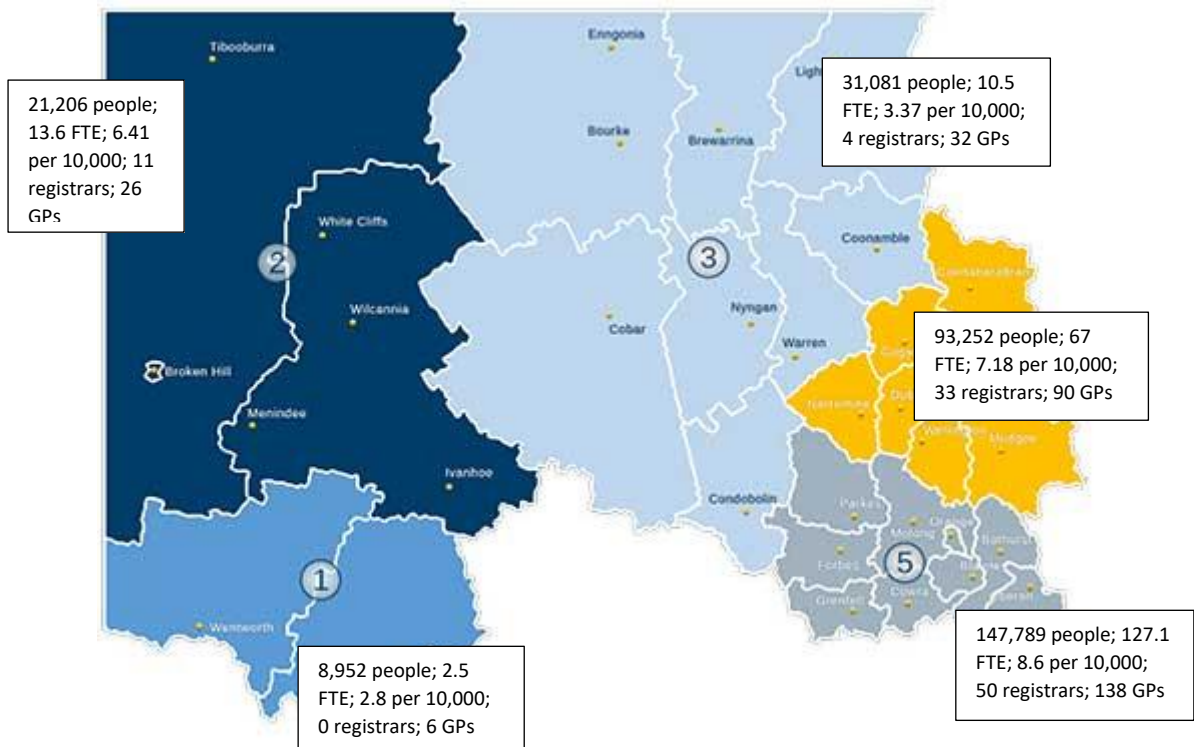 Tibooburra
Enngonia
Ligh
21,206 people;
13.6 FTE; 6.41
per 10,000; 11
registrars; 26
GPs
31,081 people; 10.5
FTE; 3.37 per 10,000;
4 registrars; 32 GPs
Bourke
Brewarrina
White Cliffs
Coonamble
2
3
Coonabarabran
Wilcannia
Cobar
Nyngan
Warren
93,252 people; 67
FTE; 7.18 per 10,000;
33 registrars; 90 GPs
Broken Hill
Narromine
Du
Menindee
Wellington
Mudgee
Ivanhoe
Condobolin
Parkes
Molong
Orange
Bathurst
Forbes
5
1
Grenfell
Cowra
Blayney
Oberon
Wentworth
8,952 people; 2.5
FTE; 2.8 per 10,000;
0 registrars; 6 GPs
147,789 people; 127.1
FTE; 8.6 per 10,000;
50 registrars; 138 GPs